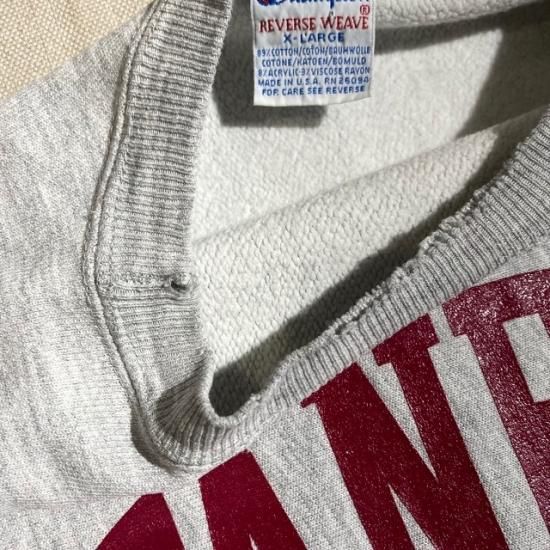 Champion
REVERSE WEAVE®
X-LARGE
89%COTTON/COTON/BAUMWOLLE
COTONE/KATOEN/BOMULD
8%ACRYLIC-3%VISCOSE RAYON
MADE IN U.S.A. RN 26094
FOR CARE SEE REVERSE
ANF